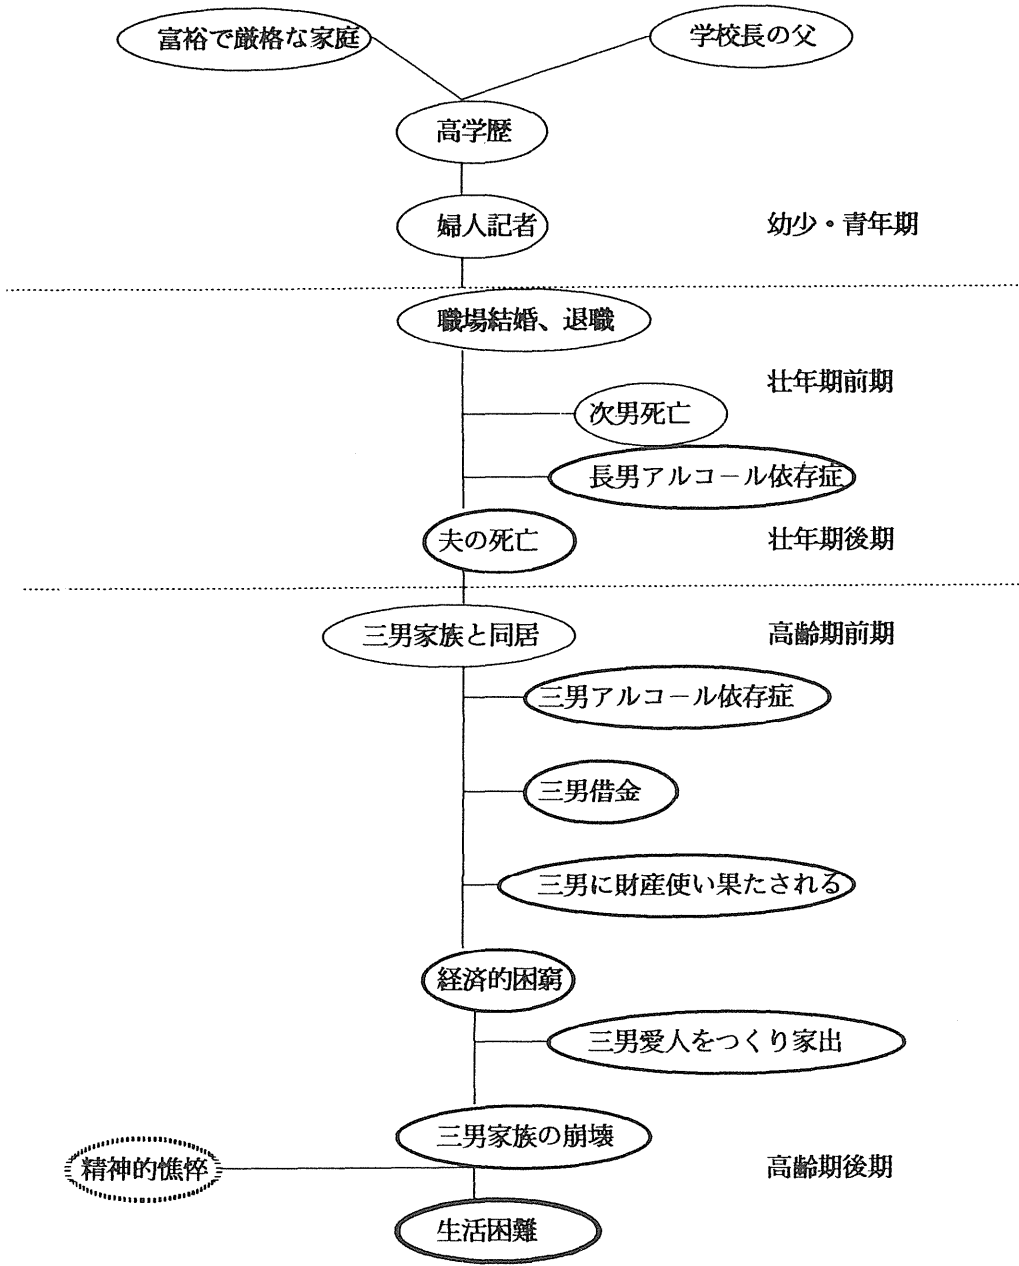 富裕で厳格な家庭
学校長の父
高学歴
婦人記者
幼少・青年期
職場結婚、退職
壮年期前期
次男死亡
長男アルコール依存症
夫の死亡
壮年期後期
三男家族と同居
高齢期前期
三男アルコール依存症
三男借金
三男に財産使い果たされる
経済的困窮
三男愛人をつくり家出
三男家族の崩壊
精神的憔悴
高齢期後期
生活困難